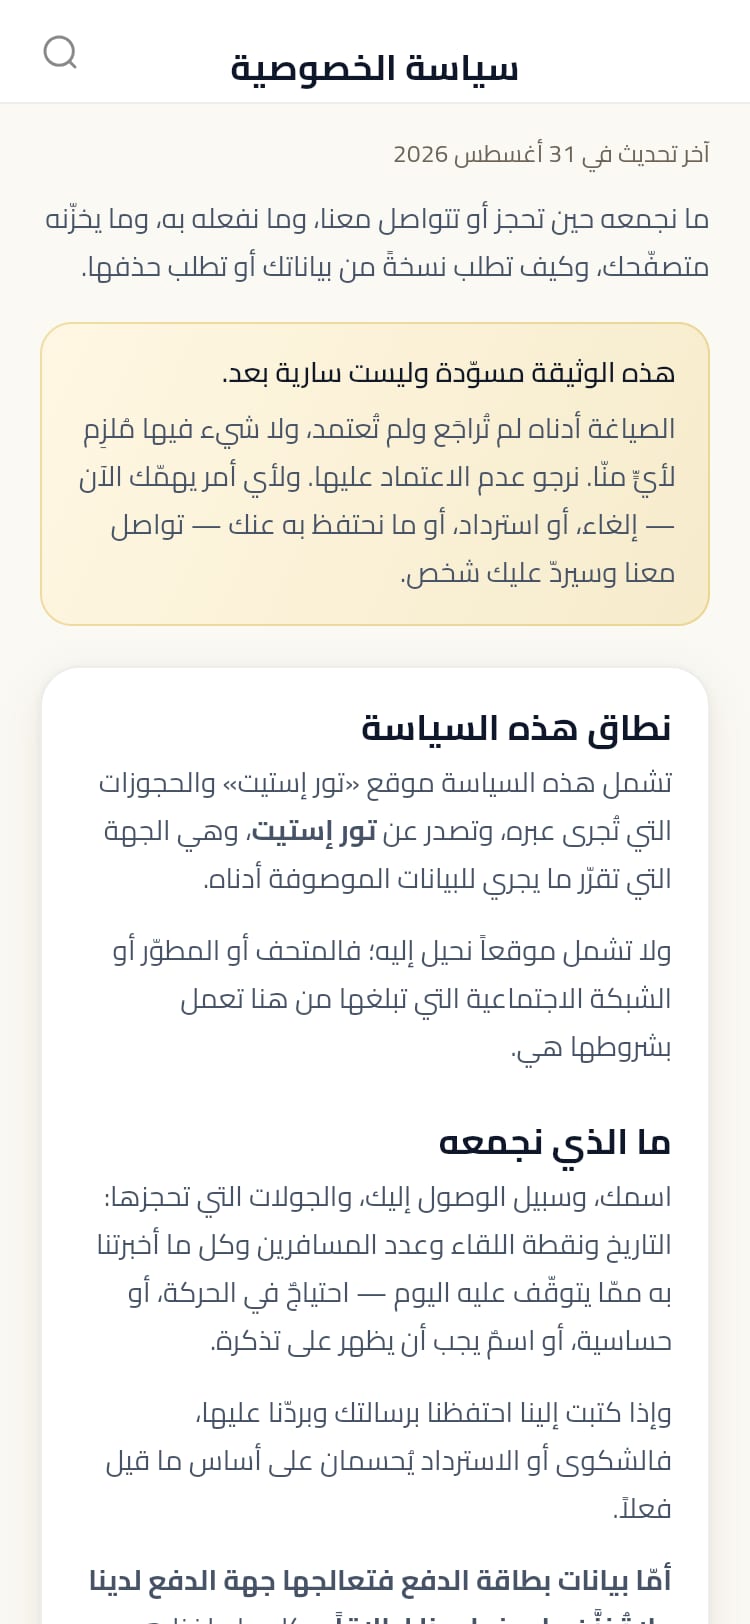 سياسة الخصوصية
آخر تحديث في 31 أغسطس 2026
ما نجمعه حين تحجز أو تتواصل معنا، وما نفعله به، وما يخزّنه
متصفّحك، وكيف تطلب نسخةً من بياناتك أو تطلب حذفها.
هذه الوثيقة مسوّدة وليست سارية بعد.
الصياغة أدناه لم تُراجَع ولم تُعتمد، ولا شيء فيها مُلزِم
لأيٍّ منّا. نرجو عدم الاعتماد عليها. ولأي أمر يهمّك الآن
— إلغاء، أو استرداد، أو ما نحتفظ به عنك — تواصل
معنا وسيردّ عليك شخص.
نطاق هذه السياسة
تشمل هذه السياسة موقع «تور إستيت» والحجوزات
التي تُجرى عبره، وتصدر عن تور إستيت، وهي الجهة
التي تقرّر ما يجري للبيانات الموصوفة أدناه.
ولا تشمل موقعاً نحيل إليه؛ فالمتحف أو المطوّر أو
الشبكة الاجتماعية التي تبلغها من هنا تعمل
بشروطها هي.
ما الذي نجمعه
اسمك، وسبيل الوصول إليك، والجولات التي تحجزها:
التاريخ ونقطة اللقاء وعدد المسافرين وكل ما أخبرتنا
به ممّا يتوقّف عليه اليوم — احتياجٌ في الحركة، أو
حساسية، أو اسمٌ يجب أن يظهر على تذكرة.
وإذا كتبت إلينا احتفظنا برسالتك وبردّنا عليها،
فالشكوى أو الاسترداد يُحسمان على أساس ما قيل
فعلاً.
أمّا بيانات بطاقة الدفع فتعالجها جهة الدفع لدينا